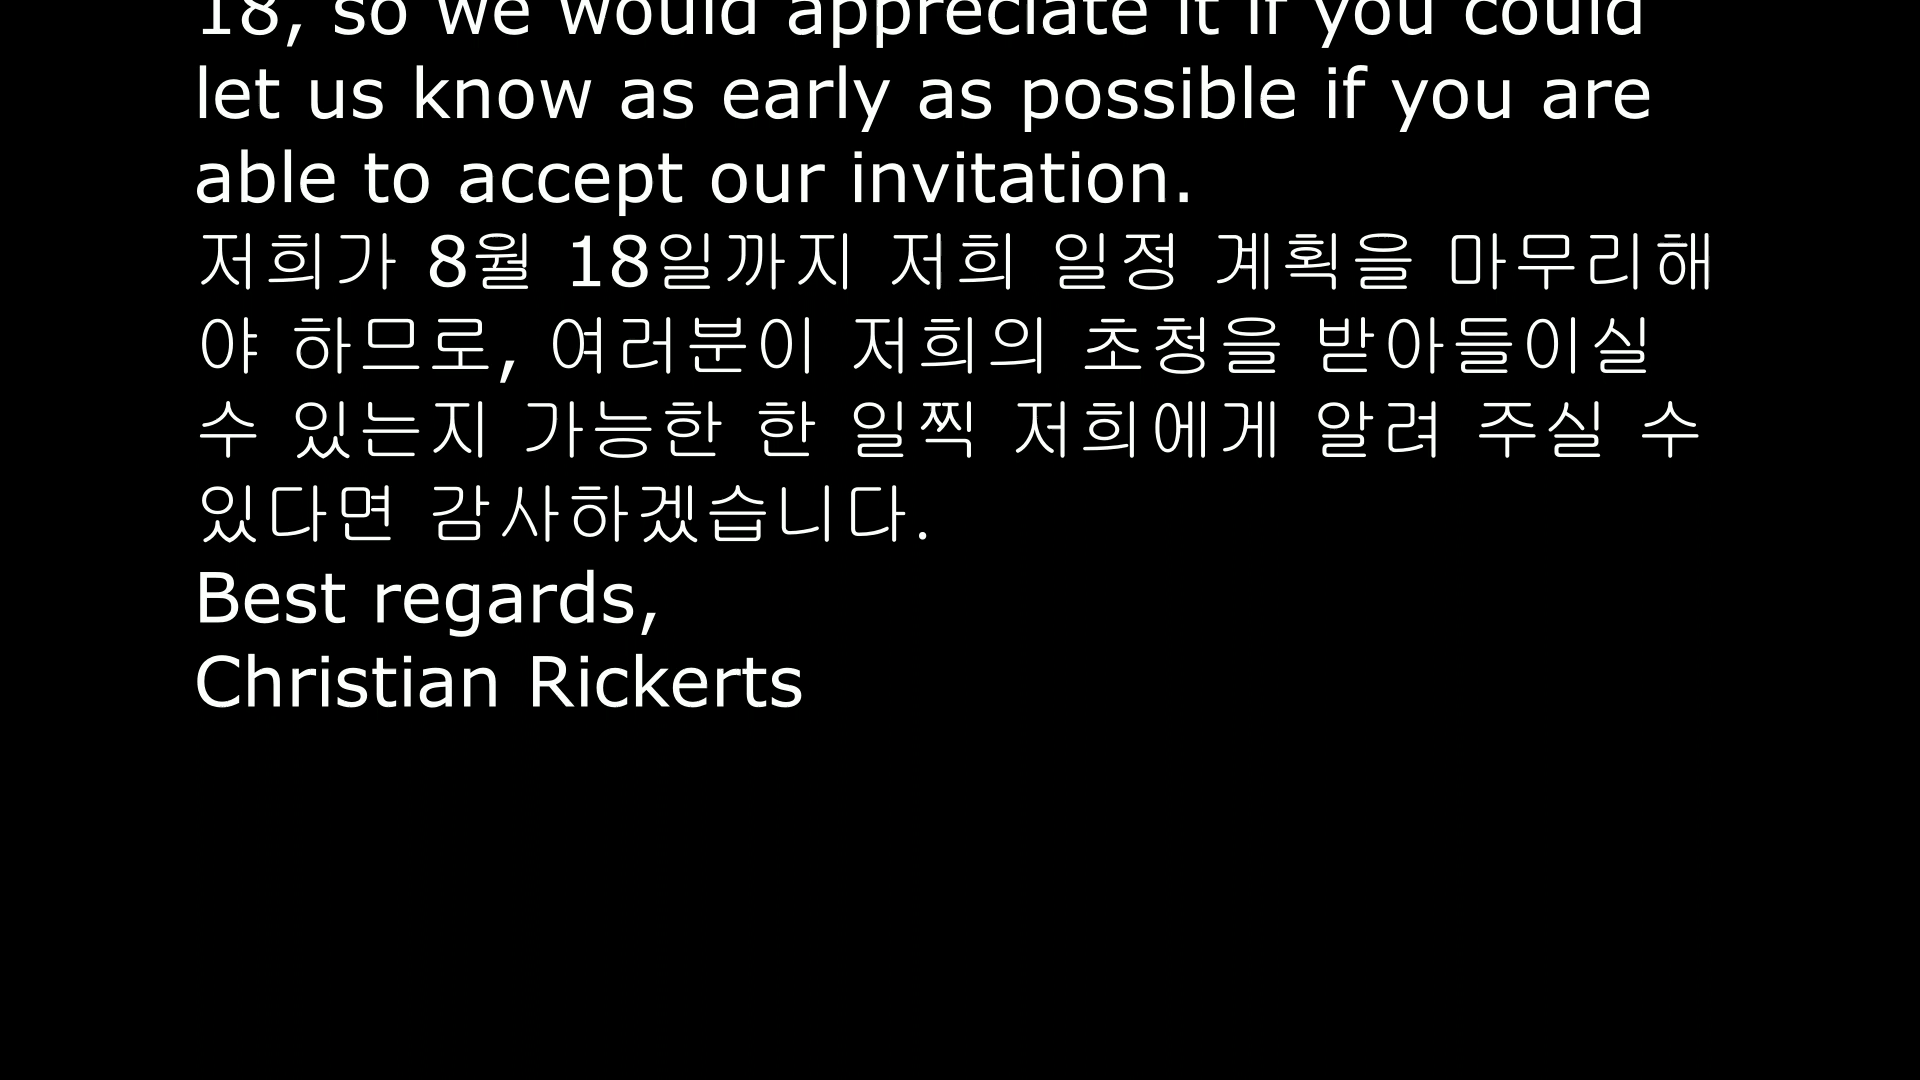 18, so we would appreciate it if you could
let us know as early as possible if you are
able to accept our invitation.
저희가 8월 18일까지 저희 일정 계획을 마무리해
야 하므로, 여러분이 저희의 초청을 받아들이실
수 있는지 가능한 한 일찍 저희에게 알려 주실 수
있다면 감사하겠습니다.
Best regards,
Christian Rickerts